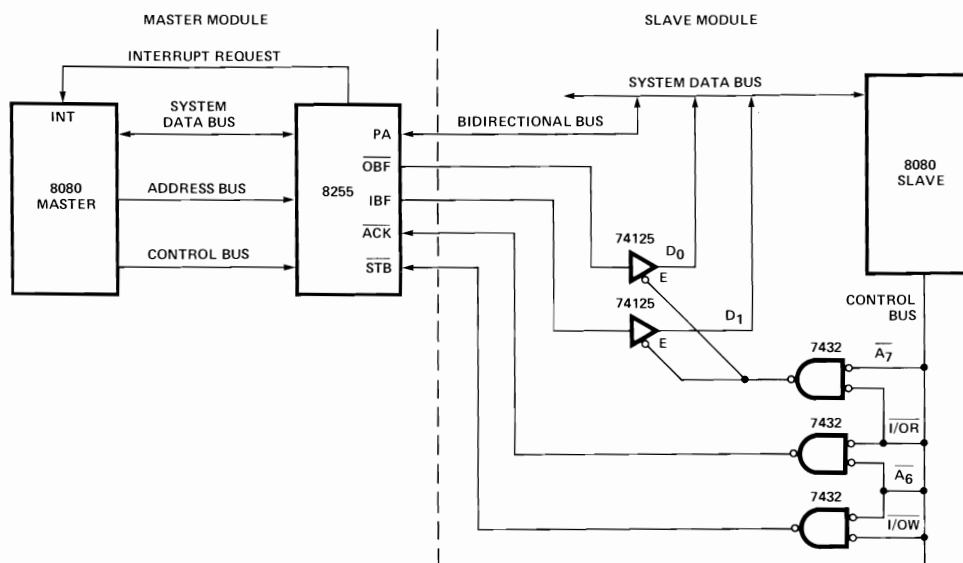 MASTER MODULE
SLAVE MODULE
INTERRUPT REQUEST
INT
SYSTEM
DATA BUS
8080
MASTER
ADDRESS BUS
CONTROL BUS
8255
PA
OBF
IBF
ACK
STB
BIDIRECTIONAL BUS
SYSTEM DATA BUS
8080
SLAVE
74125
D0
E
74125
D1
E
CONTROL
BUS
7432
A7
I/OR
7432
A6
7432
I/OW